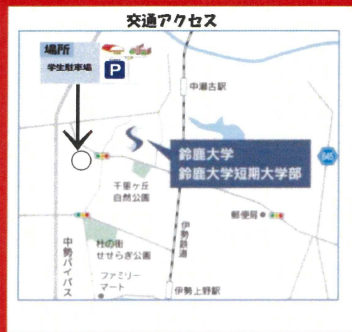 交通アクセス
場所
学生駐車場
P
中瀬古駅
鈴鹿大学
鈴鹿大学短期大学部
645
千里ヶ丘
自然公園
郵便局
伊勢鉄道
中勢バイパス
杜の街
せせらぎ公園
ファミリー
マート
伊勢上野駅